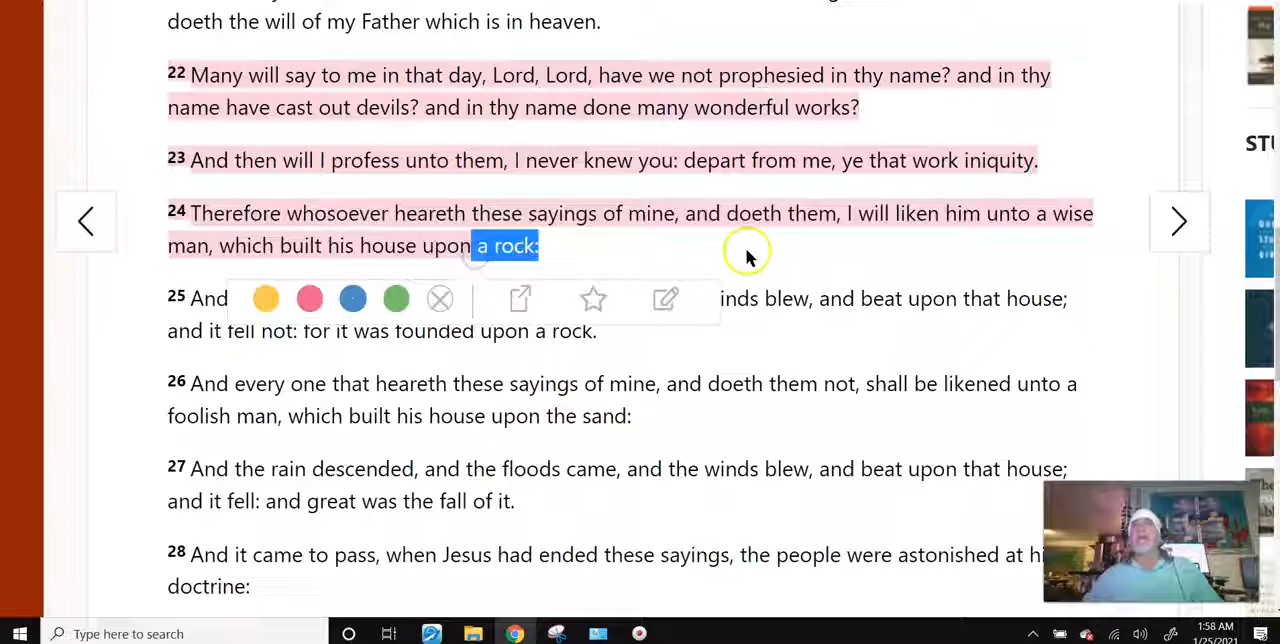 doeth the will of my Father which is in heaven.
22 Many will say to me in that day, Lord, Lord, have we not prophesied in thy name? and in thy
name have cast out devils? and in thy name done many wonderful works?
23 And then will I profess unto them, I never knew you: depart from me, ye that work iniquity.
24 Therefore whosoever heareth these sayings of mine, and doeth them, I will liken him unto a wise
man, which built his house upon a rock:
25 And inds blew, and beat upon that house;
and it fell not: for it was founded upon a rock.
26 And every one that heareth these sayings of mine, and doeth them not, shall be likened unto a
foolish man, which built his house upon the sand:
27 And the rain descended, and the floods came, and the winds blew, and beat upon that house;
and it fell: and great was the fall of it.
28 And it came to pass, when Jesus had ended these sayings, the people were astonished at hi
doctrine:
STU
Type here to search
1:58 AM
1/25/2021